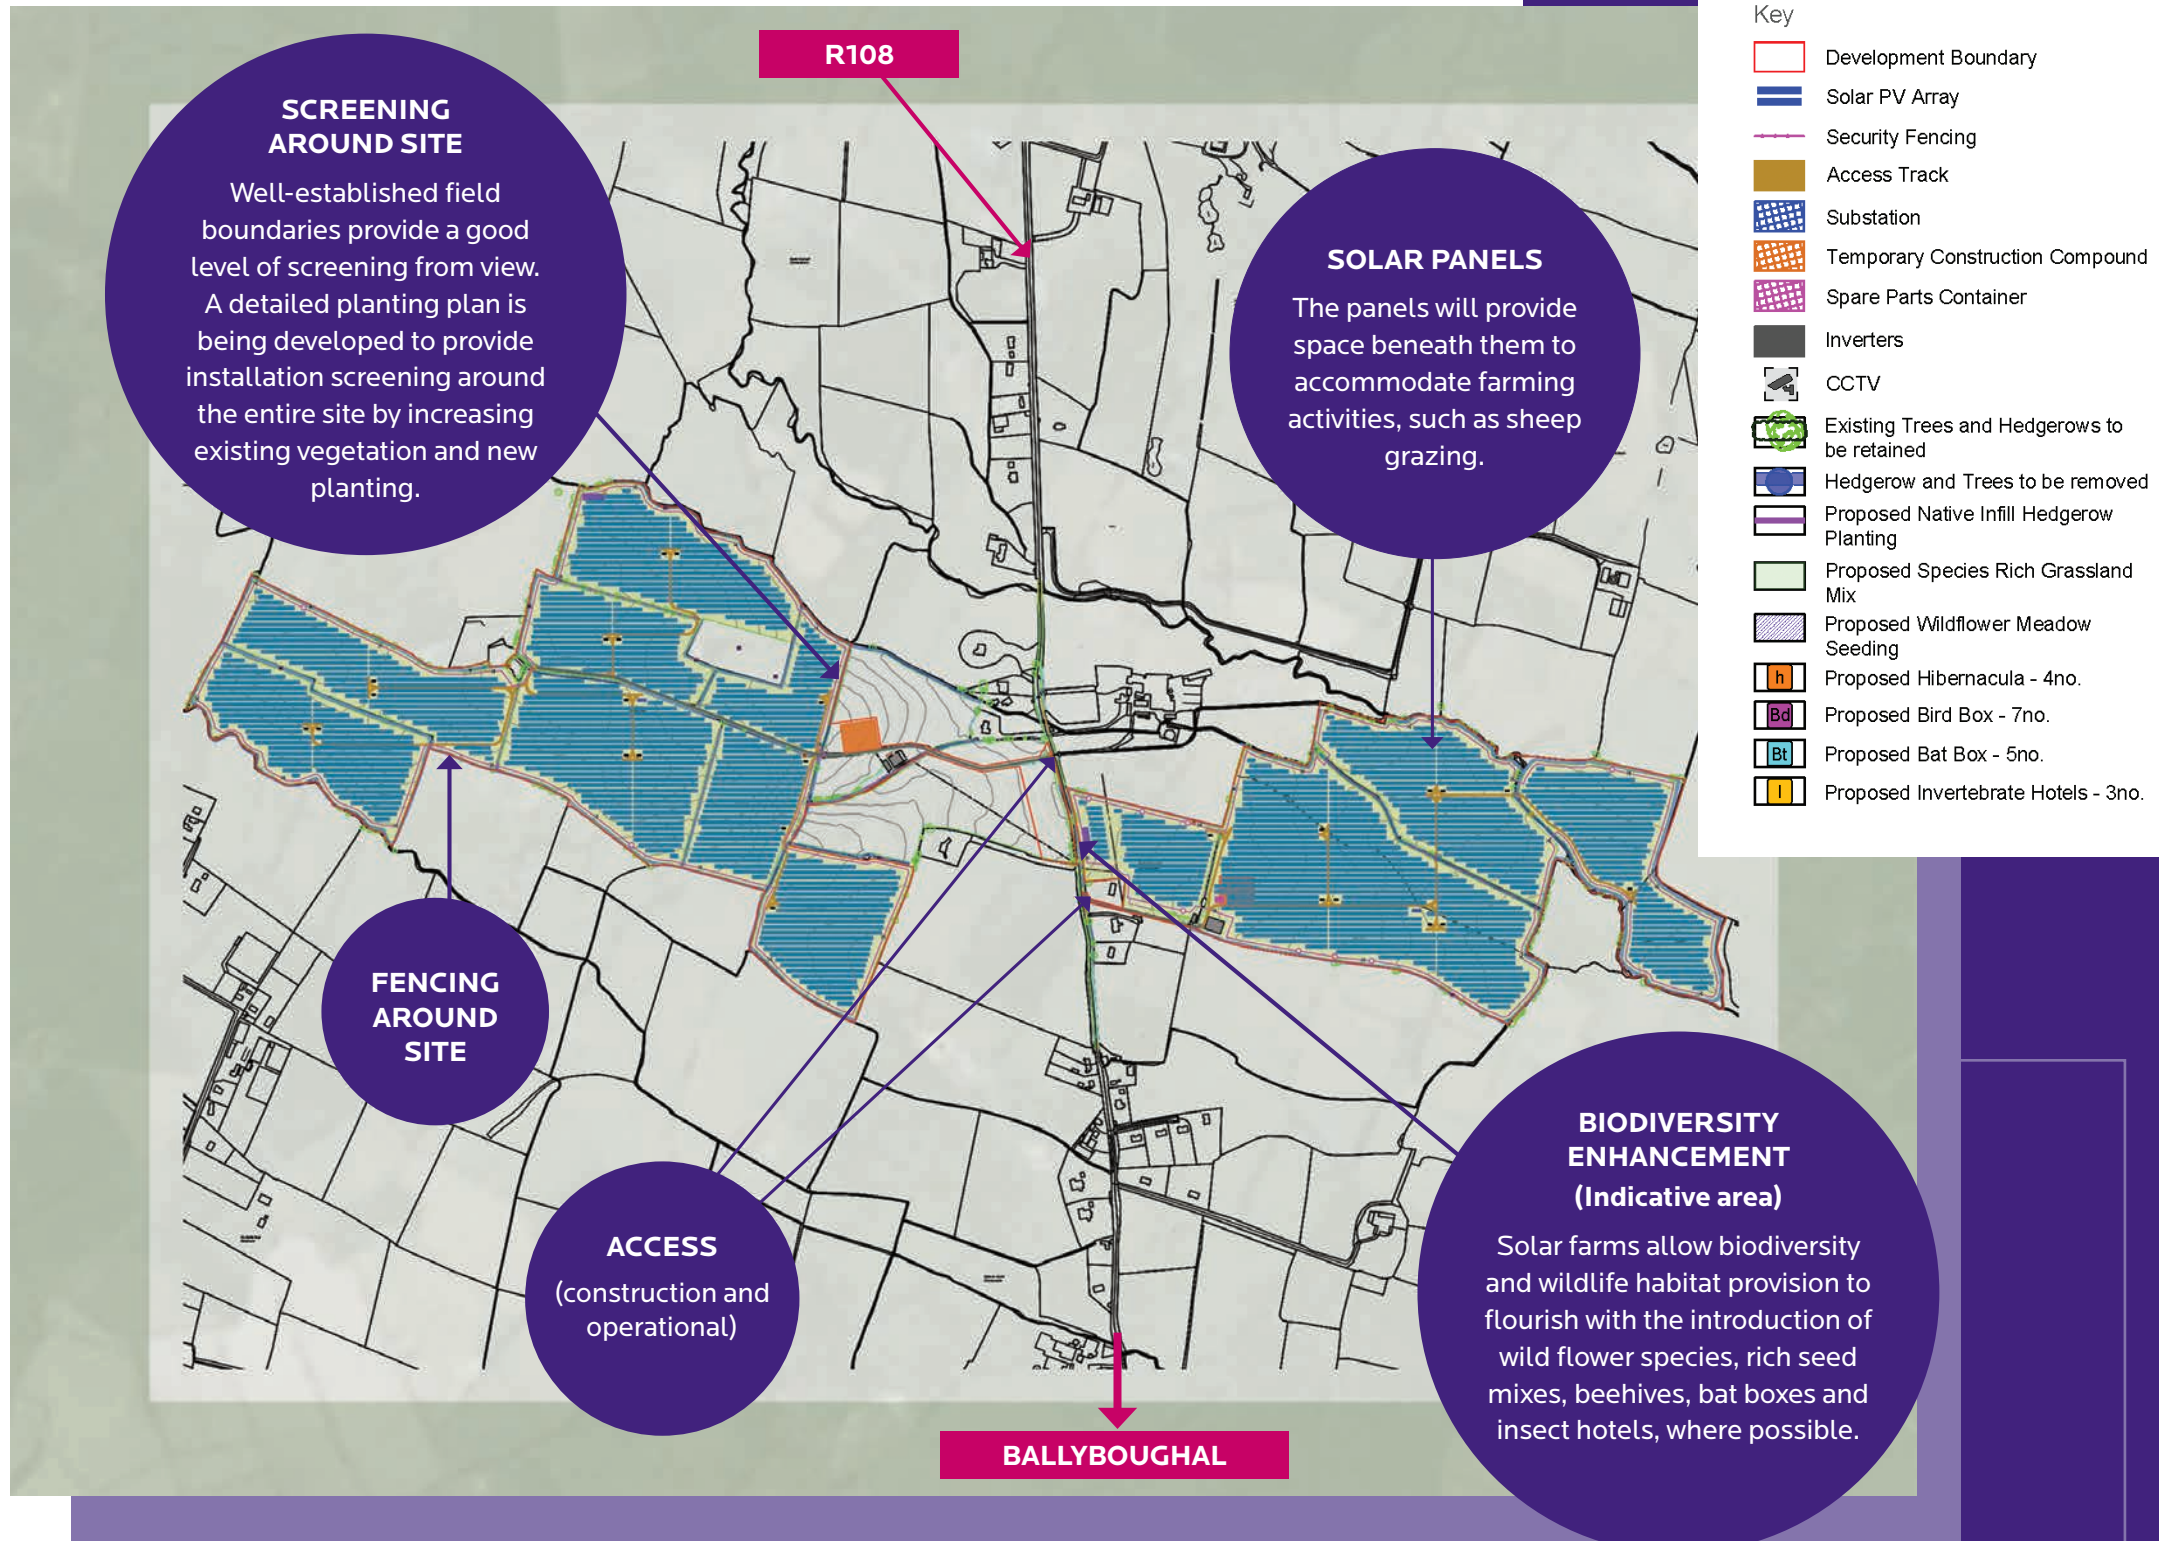 R108
SCREENING
AROUND SITE
Well-established field
boundaries provide a good
level of screening from view.
A detailed planting plan is
being developed to provide
installation screening around
the entire site by increasing
existing vegetation and new
planting.
SOLAR PANELS
The panels will provide
space beneath them to
accommodate farming
activities, such as sheep
grazing.
FENCING
AROUND
SITE
ACCESS
(construction and
operational)
BIODIVERSITY
ENHANCEMENT
(Indicative area)
Solar farms allow biodiversity
and wildlife habitat provision to
flourish with the introduction of
wild flower species, rich seed
mixes, beehives, bat boxes and
insect hotels, where possible.
BALLYBOUGHAL
Key
Development Boundary
Solar PV Array
Security Fencing
Access Track
Substation
Temporary Construction Compound
Spare Parts Container
Inverters
CCTV
Existing Trees and Hedgerows to
be retained
Hedgerow and Trees to be removed
Proposed Native Infill Hedgerow
Planting
Proposed Species Rich Grassland
Mix
Proposed Wildflower Meadow
Seeding
h Proposed Hibernacula - 4no.
Bd Proposed Bird Box - 7no.
Bt Proposed Bat Box - 5no.
I Proposed Invertebrate Hotels - 3no.